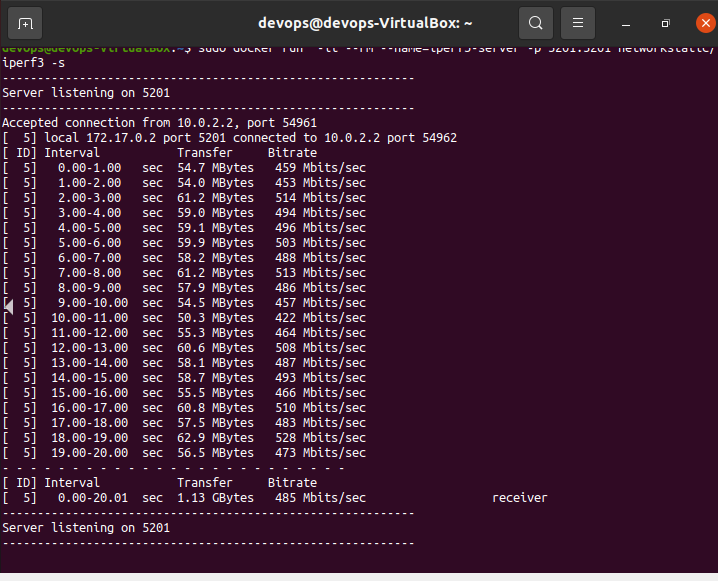 devops@devops-VirtualBox: ~
devops@devops-VirtualBox:~$ sudo docker run  -it --rm --name=iperf3-server -p 5201:5201 networkstatic/
iperf3 -s
-----------------------------------------------------------
Server listening on 5201
-----------------------------------------------------------
Accepted connection from 10.0.2.2, port 54961
[  5] local 172.17.0.2 port 5201 connected to 10.0.2.2 port 54962
[ ID] Interval           Transfer     Bitrate
[  5]   0.00-1.00   sec  54.7 MBytes   459 Mbits/sec
[  5]   1.00-2.00   sec  54.0 MBytes   453 Mbits/sec
[  5]   2.00-3.00   sec  61.2 MBytes   514 Mbits/sec
[  5]   3.00-4.00   sec  59.0 MBytes   494 Mbits/sec
[  5]   4.00-5.00   sec  59.1 MBytes   496 Mbits/sec
[  5]   5.00-6.00   sec  59.9 MBytes   503 Mbits/sec
[  5]   6.00-7.00   sec  58.2 MBytes   488 Mbits/sec
[  5]   7.00-8.00   sec  61.2 MBytes   513 Mbits/sec
[  5]   8.00-9.00   sec  57.9 MBytes   486 Mbits/sec
[  5]   9.00-10.00  sec  54.5 MBytes   457 Mbits/sec
[  5]  10.00-11.00  sec  50.3 MBytes   422 Mbits/sec
[  5]  11.00-12.00  sec  55.3 MBytes   464 Mbits/sec
[  5]  12.00-13.00  sec  60.6 MBytes   508 Mbits/sec
[  5]  13.00-14.00  sec  58.1 MBytes   487 Mbits/sec
[  5]  14.00-15.00  sec  58.7 MBytes   493 Mbits/sec
[  5]  15.00-16.00  sec  55.5 MBytes   466 Mbits/sec
[  5]  16.00-17.00  sec  60.8 MBytes   510 Mbits/sec
[  5]  17.00-18.00  sec  57.5 MBytes   483 Mbits/sec
[  5]  18.00-19.00  sec  62.9 MBytes   528 Mbits/sec
[  5]  19.00-20.00  sec  56.5 MBytes   473 Mbits/sec
- - - - - - - - - - - - - - - - - - - - - - - - -
[ ID] Interval           Transfer     Bitrate
[  5]   0.00-20.01  sec  1.13 GBytes   485 Mbits/sec                  receiver
-----------------------------------------------------------
Server listening on 5201
-----------------------------------------------------------